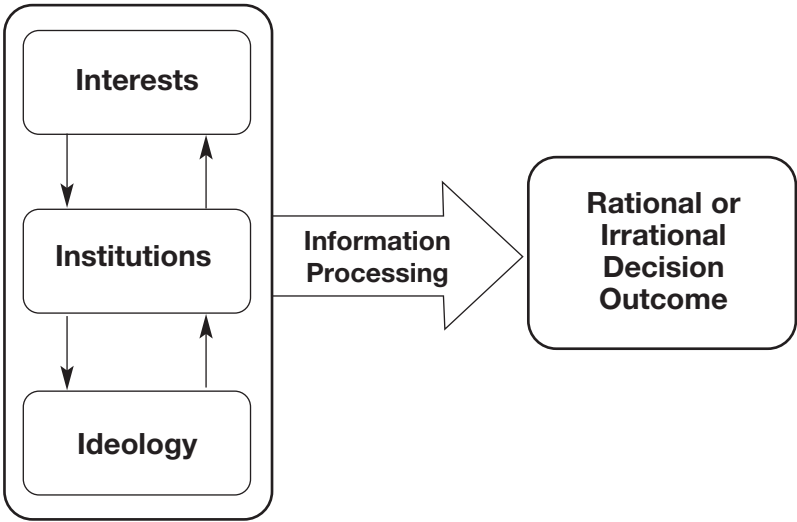 Interests
Institutions
Ideology
Information
Processing
Rational or
Irrational
Decision
Outcome